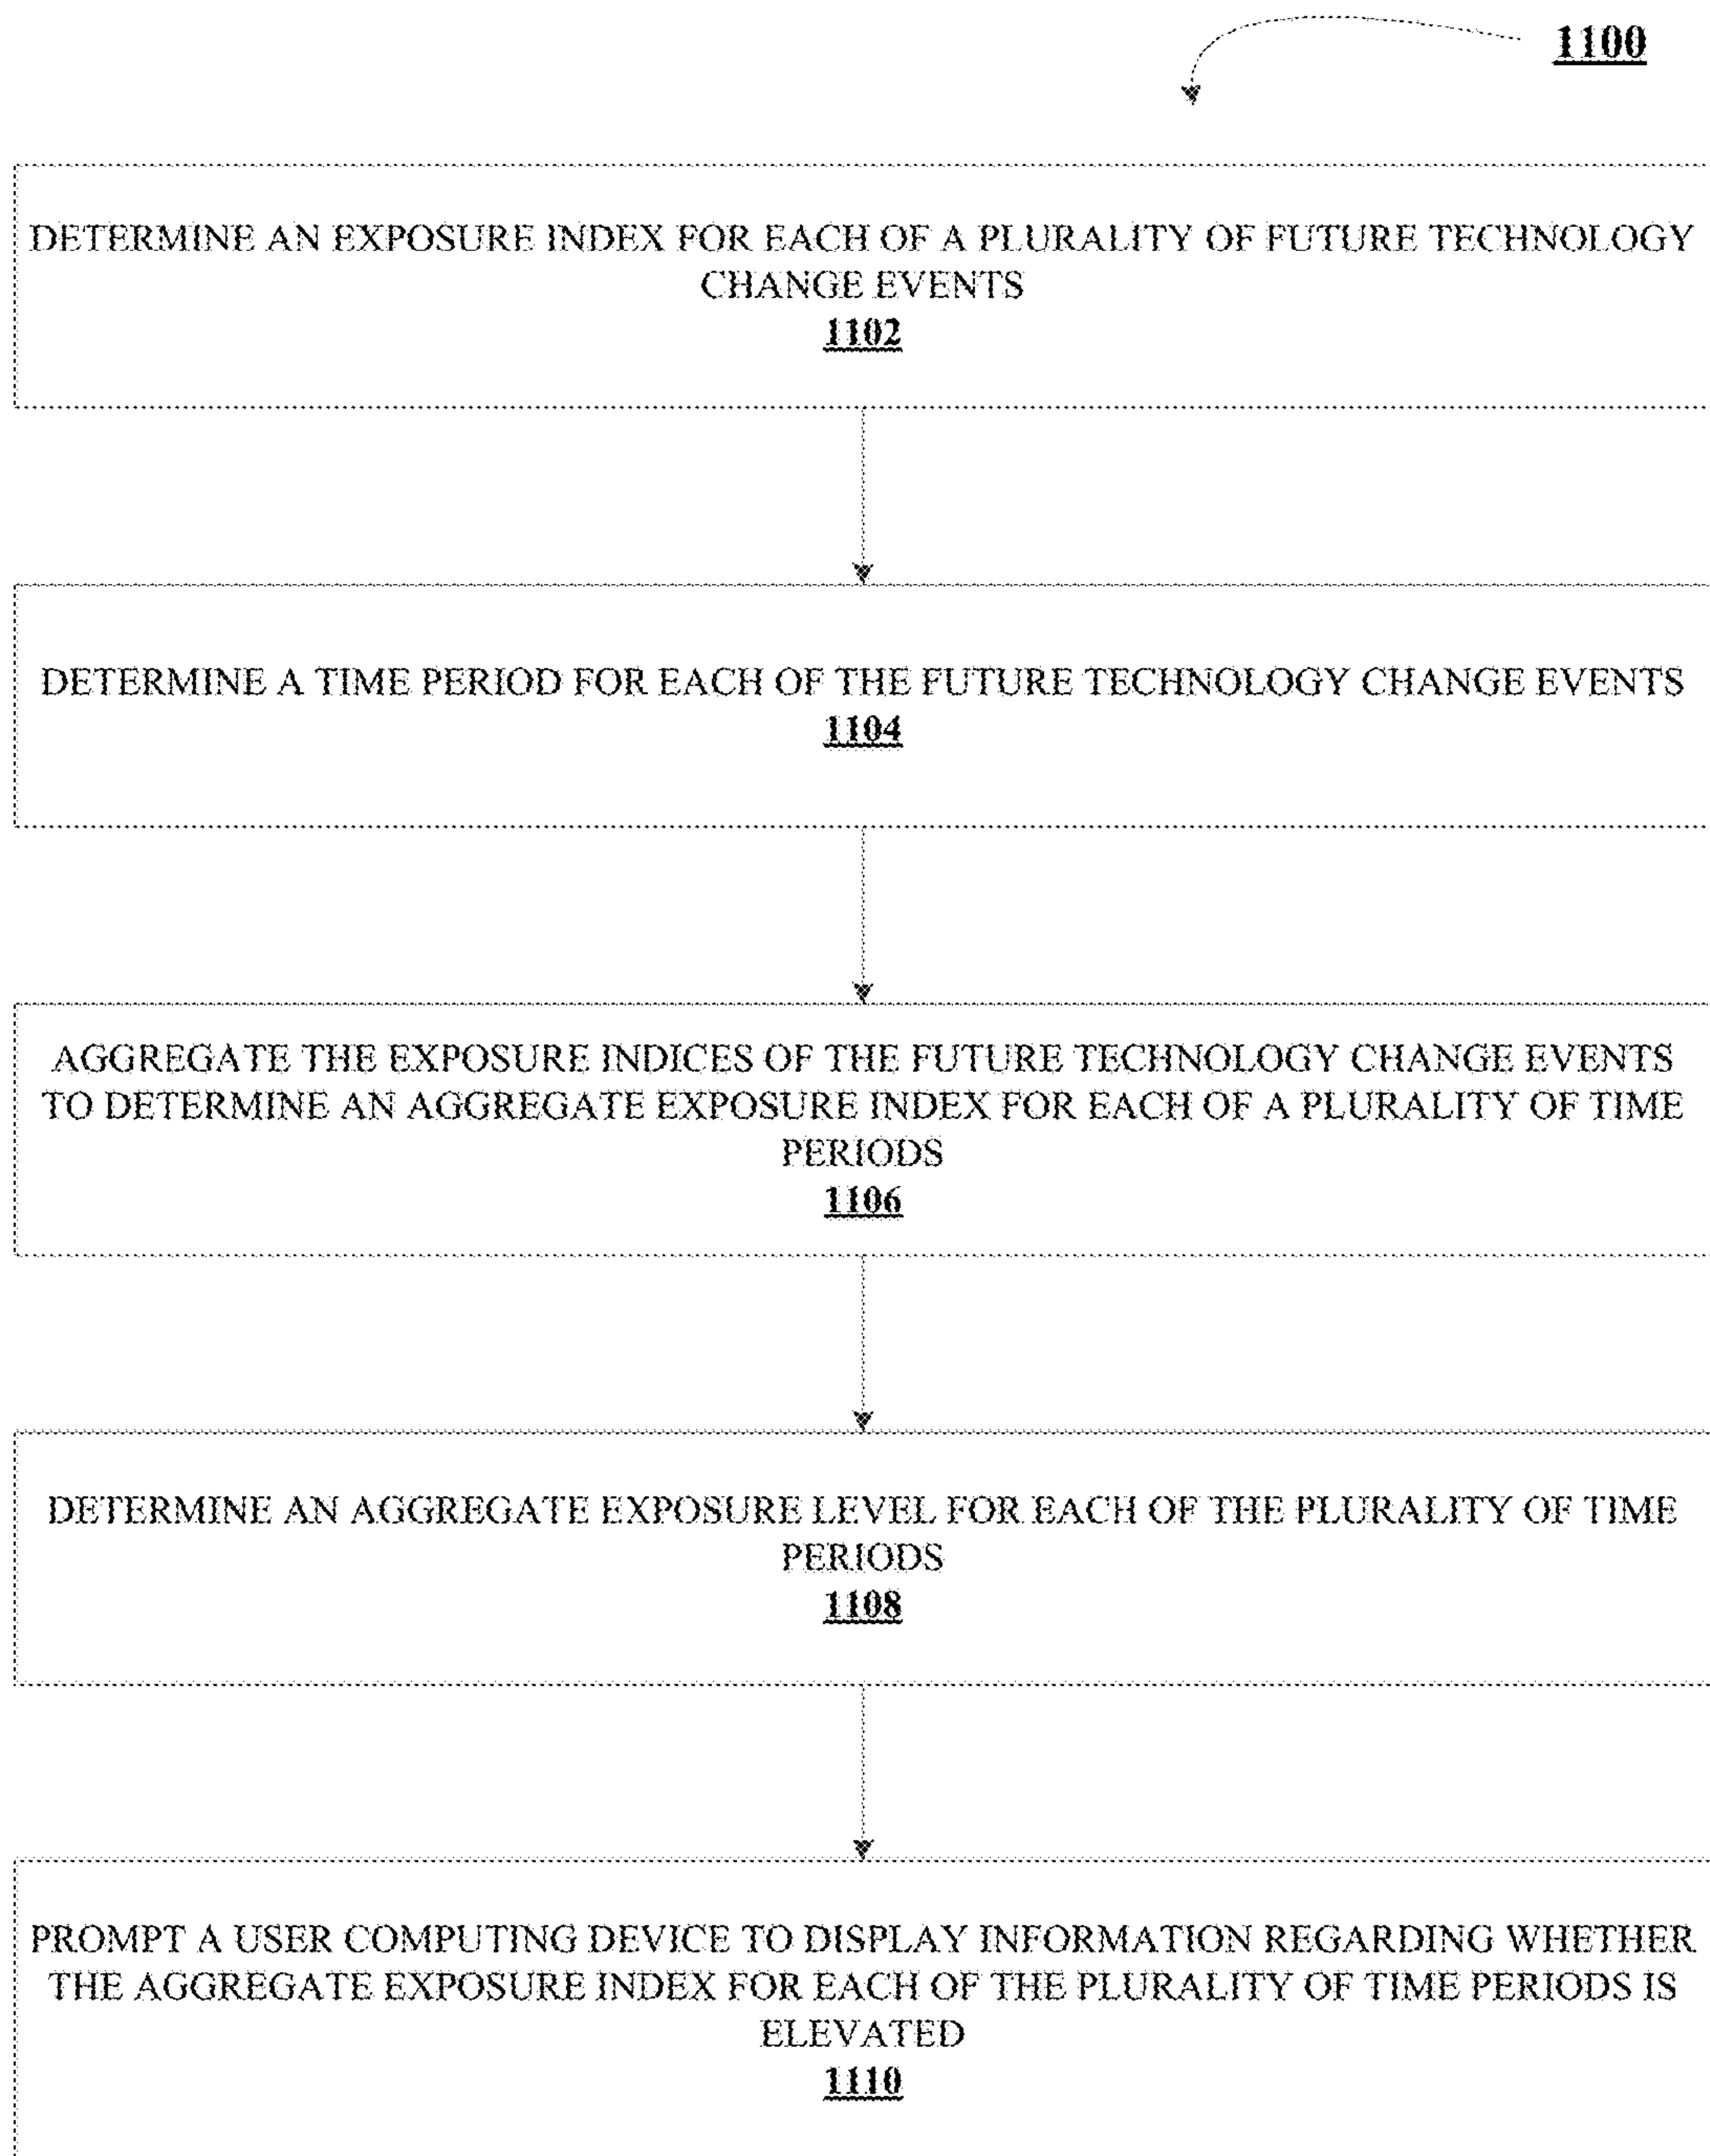 1100
DETERMINE AN EXPOSURE INDEX FOR EACH OF A PLURALITY OF FUTURE TECHNOLOGY
CHANGE EVENTS
1102
DETERMINE A TIME PERIOD FOR EACH OF THE FUTURE TECHNOLOGY CHANGE EVENTS
1104
AGGREGATE THE EXPOSURE INDICES OF THE FUTURE TECHNOLOGY CHANGE EVENTS
TO DETERMINE AN AGGREGATE EXPOSURE INDEX FOR EACH OF A PLURALITY OF TIME
PERIODS
1106
DETERMINE AN AGGREGATE EXPOSURE LEVEL FOR EACH OF THE PLURALITY OF TIME
PERIODS
1108
PROMPT A USER COMPUTING DEVICE TO DISPLAY INFORMATION REGARDING WHETHER
THE AGGREGATE EXPOSURE INDEX FOR EACH OF THE PLURALITY OF TIME PERIODS IS
ELEVATED
1110